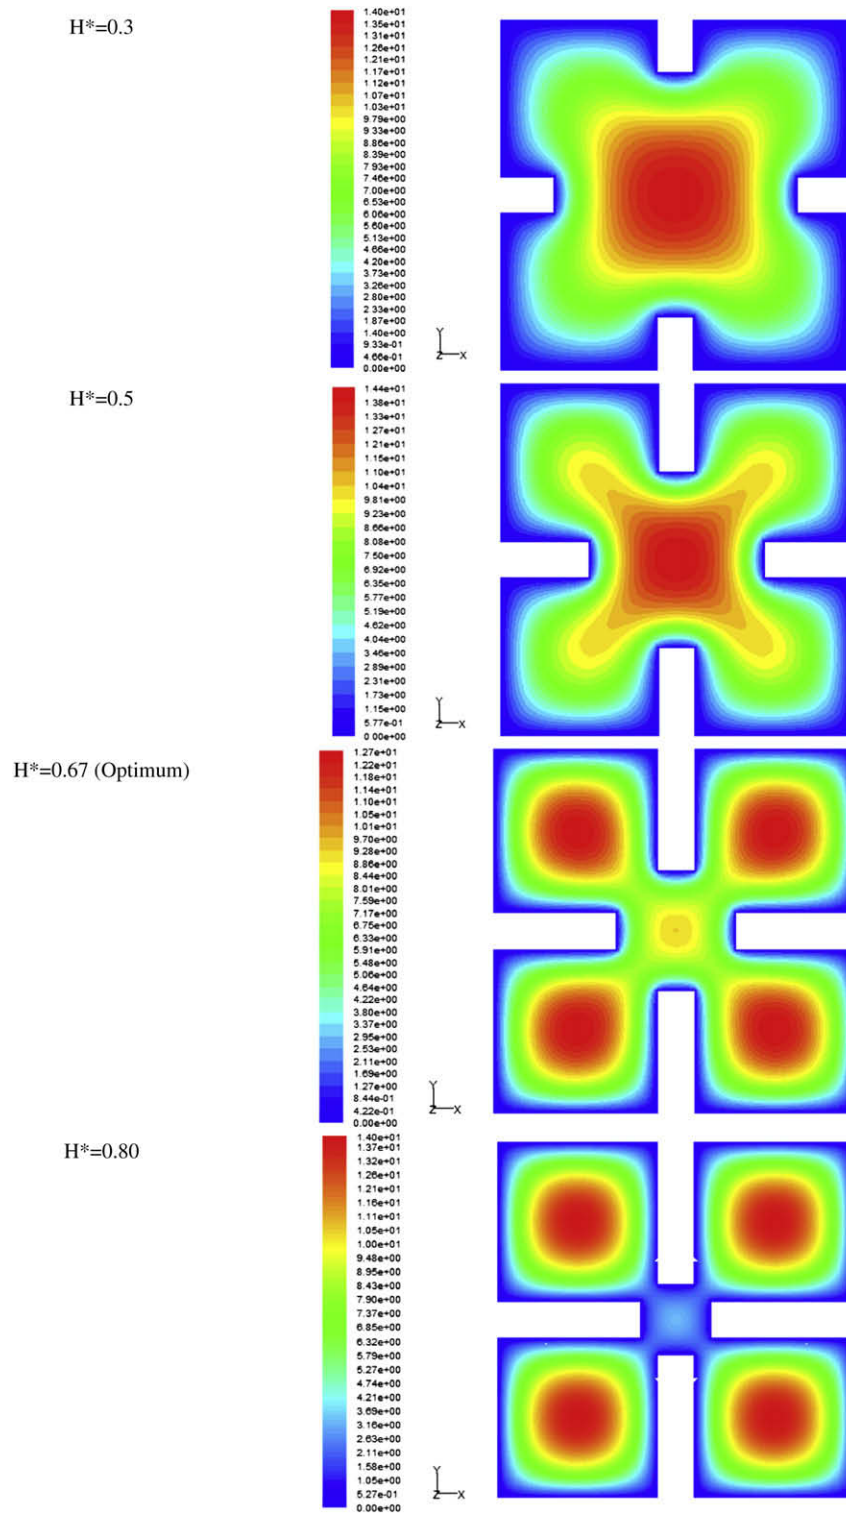 H*=0.3
1.40e+01
1.35e+01
1.31e+01
1.26e+01
1.21e+01
1.17e+01
1.12e+01
1.07e+01
1.03e+01
9.79e+00
9.33e+00
8.86e+00
8.39e+00
7.93e+00
7.46e+00
7.00e+00
6.53e+00
6.06e+00
5.60e+00
5.13e+00
4.66e+00
4.20e+00
3.73e+00
3.26e+00
2.80e+00
2.33e+00
1.87e+00
1.40e+00
9.33e-01
4.66e-01
0.00e+00
Y
Z X
H*=0.5
1.44e+01
1.38e+01
1.33e+01
1.27e+01
1.21e+01
1.15e+01
1.10e+01
1.04e+01
9.81e+00
9.23e+00
8.66e+00
8.08e+00
7.50e+00
6.92e+00
6.35e+00
5.77e+00
5.19e+00
4.62e+00
4.04e+00
3.46e+00
2.89e+00
2.31e+00
1.73e+00
1.15e+00
5.77e-01
0.00e+00
Y
Z X
H*=0.67 (Optimum)
1.27e+01
1.22e+01
1.18e+01
1.14e+01
1.10e+01
1.05e+01
1.01e+01
9.70e+00
9.28e+00
8.86e+00
8.44e+00
8.01e+00
7.59e+00
7.17e+00
6.75e+00
6.33e+00
5.91e+00
5.48e+00
5.06e+00
4.64e+00
4.22e+00
3.80e+00
3.37e+00
2.95e+00
2.53e+00
2.11e+00
1.69e+00
1.27e+00
8.44e-01
4.22e-01
0.00e+00
Y
Z X
H*=0.80
1.40e+01
1.37e+01
1.32e+01
1.26e+01
1.21e+01
1.16e+01
1.11e+01
1.05e+01
1.00e+01
9.48e+00
8.95e+00
8.43e+00
7.90e+00
7.37e+00
6.85e+00
6.32e+00
5.79e+00
5.27e+00
4.74e+00
4.21e+00
3.69e+00
3.16e+00
2.63e+00
2.11e+00
1.58e+00
1.05e+00
5.27e-01
0.00e+00
Y
Z X